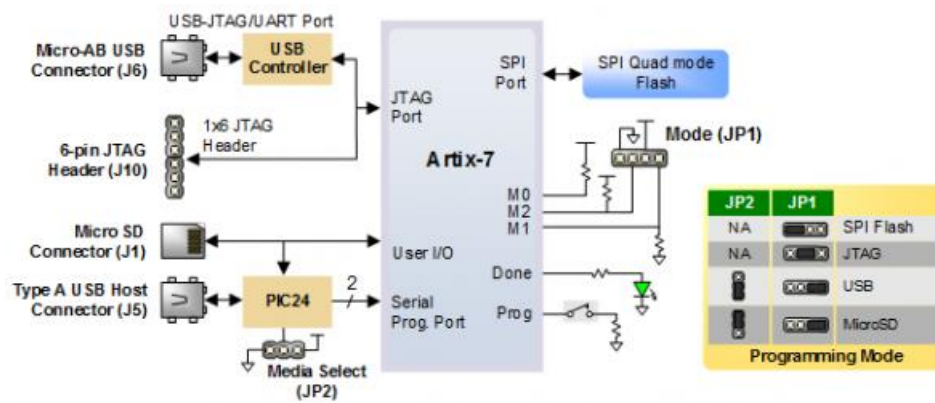 USB-JTAG/UART Port
Micro-AB USB
Connector (J6)
USB
Controller
SPI
Port
SPI Quad mode
Flash
JTAG
Port
1x6 JTAG
Header
6-pin JTAG
Header (J10)
Artix-7
Mode (JP1)
M0
M2
M1
Micro SD
Connector (J1)
User I/O
Type A USB Host
Connector (J5)
PIC24
2
Serial
Prog. Port
Done
Prog
Media Select
(JP2)
JP2 JP1
NA SPI Flash
NA JTAG
USB
MicroSD
Programming Mode